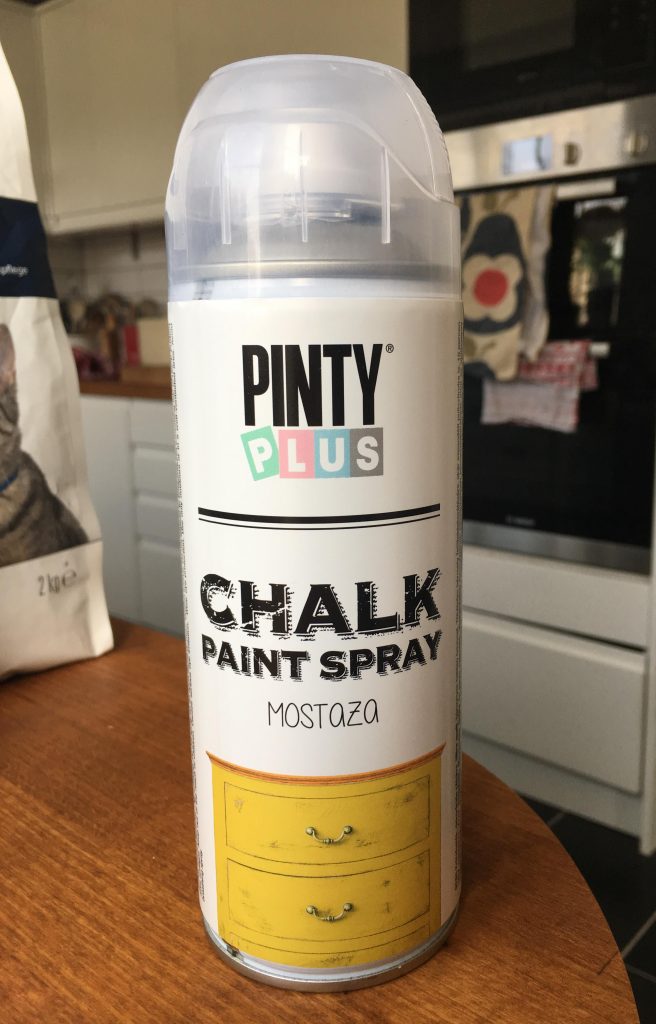 PINTY®
PLUS
CHALK
PAINT SPRAY
MOSTAZA
2 kg ℮